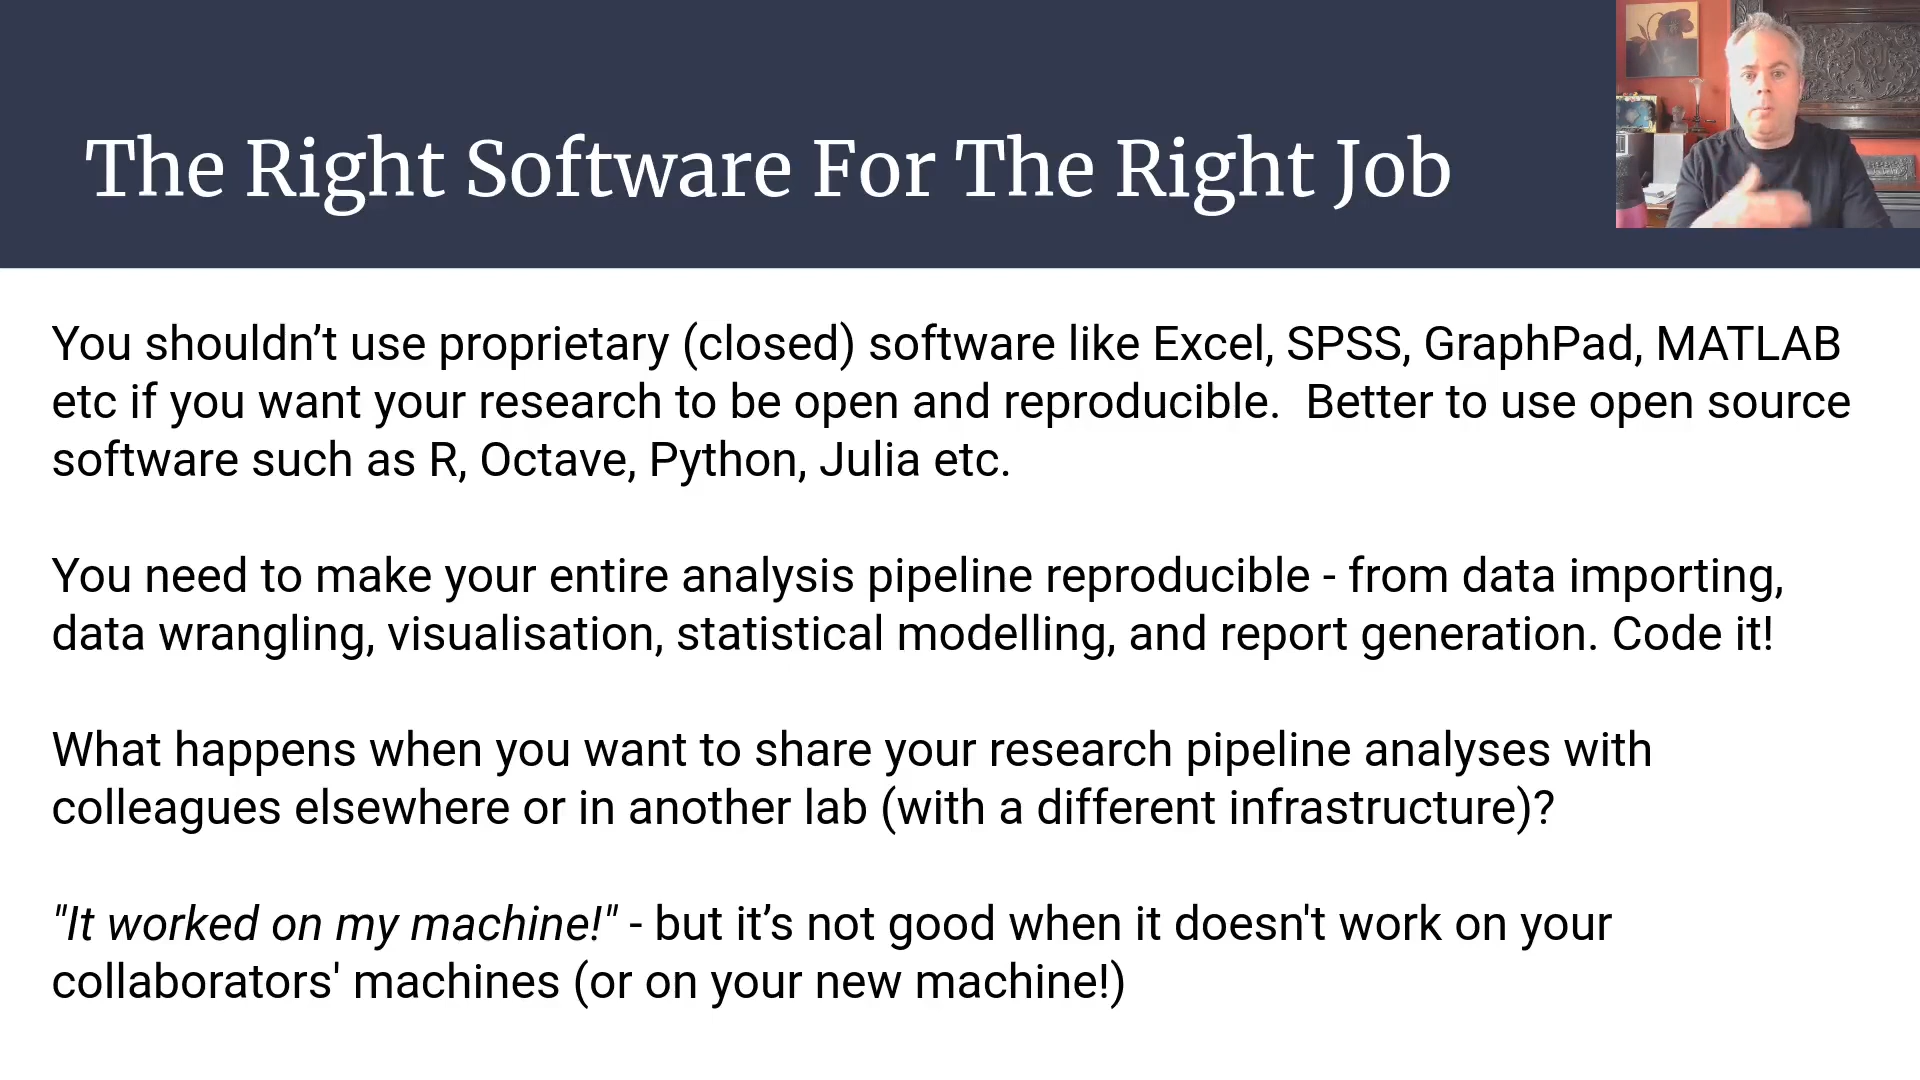 The Right Software For The Right Job
You shouldn’t use proprietary (closed) software like Excel, SPSS, GraphPad, MATLAB
etc if you want your research to be open and reproducible.  Better to use open source
software such as R, Octave, Python, Julia etc.
You need to make your entire analysis pipeline reproducible - from data importing,
data wrangling, visualisation, statistical modelling, and report generation. Code it!
What happens when you want to share your research pipeline analyses with
colleagues elsewhere or in another lab (with a different infrastructure)?
"It worked on my machine!" - but it’s not good when it doesn't work on your
collaborators' machines (or on your new machine!)